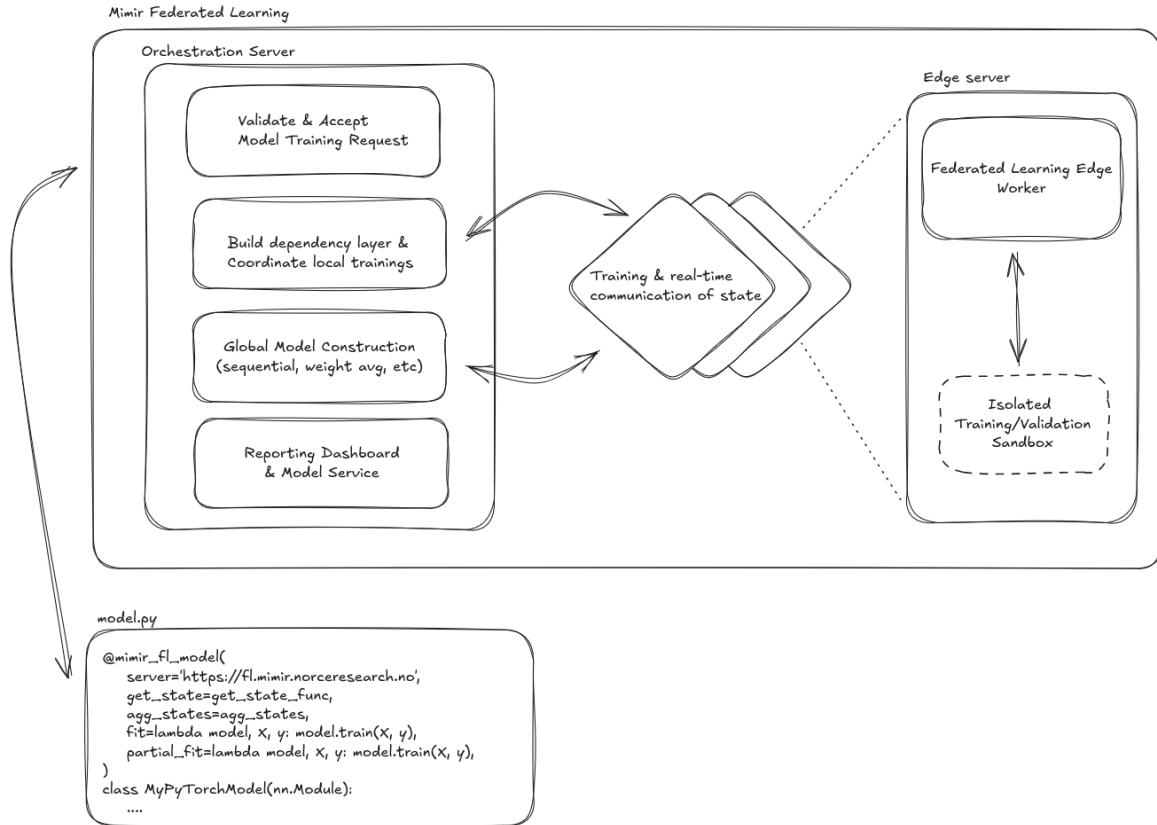 Mimir Federated Learning
Orchestration Server
Validate & Accept
Model Training Request
Build dependency layer &
Coordinate local trainings
Global Model Construction
(sequential, weight avg, etc)
Reporting Dashboard
& Model Service
Training & real-time
communication of state
Edge server
Federated Learning Edge
Worker
Isolated
Training/Validation
Sandbox
model.py
@mimir_fl_model(
server='https://fl.mimir.norceresearch.no',
get_state=get_state_func,
agg_states=agg_states,
fit=lambda model, X, y: model.train(X, y),
partial_fit=lambda model, X, y: model.train(X, y),
)
class MyPyTorchModel(nn.Module):
....